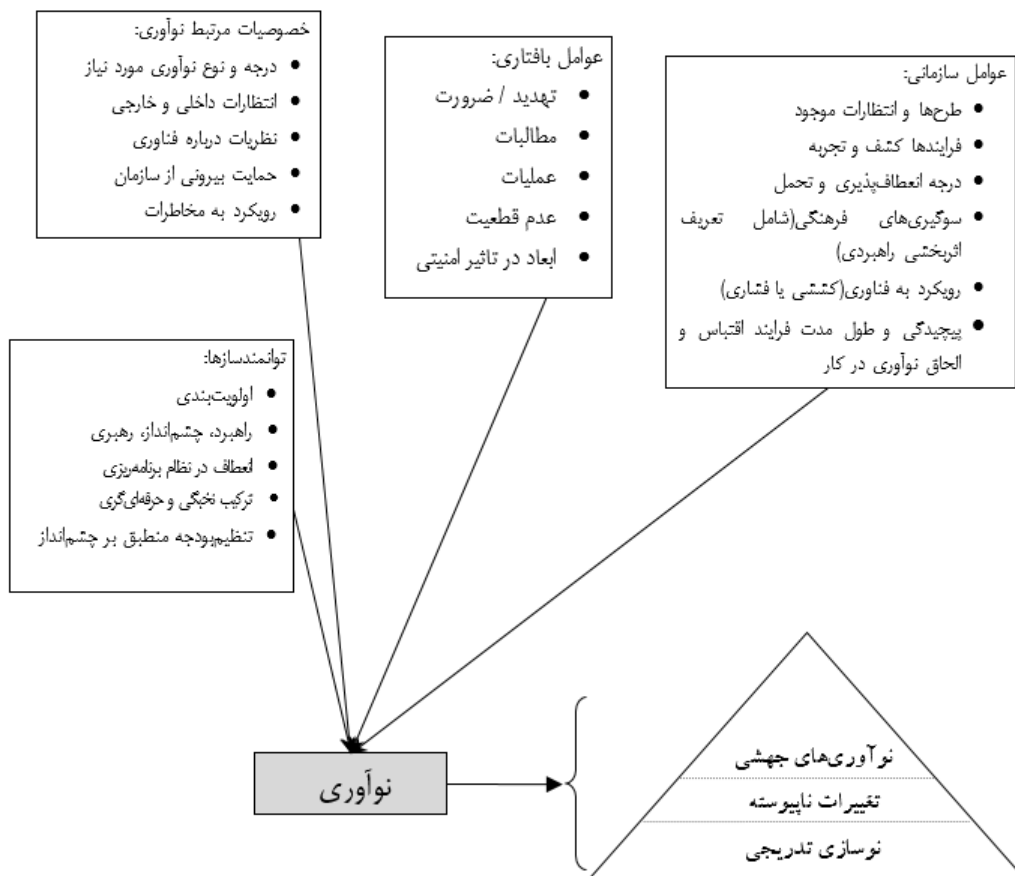 عوامل سازمانی:
طرح‌ها و انتظارات موجود
فرایندها کشف و تجربه
درجه انعطاف‌پذیری و تحمل
سوگیری‌های فرهنگی(شامل تعریف
اثربخشی راهبردی)
رویکرد به فناوری(کششی یا فشاری)
پیچیدگی و طول مدت فرایند اقتباس و
الحاق نوآوری در کار
عوامل بافتاری:
تهدید / ضرورت
مطالبات
عملیات
عدم قطعیت
ابعاد در تاثیر امنیتی
خصوصیات مرتبط نوآوری:
درجه و نوع نوآوری مورد نیاز
انتظارات داخلی و خارجی
نظریات درباره فناوری
حمایت بیرونی از سازمان
رویکرد به مخاطرات
توانمندسازها:
اولویت‌بندی
راهبرد، چشم‌انداز، رهبری
انعطاف در نظام برنامه‌ریزی
ترکیب نخبگی و حرفه‌ای‌گری
تنظیم‌بودجه منطبق بر چشم‌انداز
نوآوری
نوآوری‌های جهشی
تغییرات ناپیوسته
نوسازی تدریجی